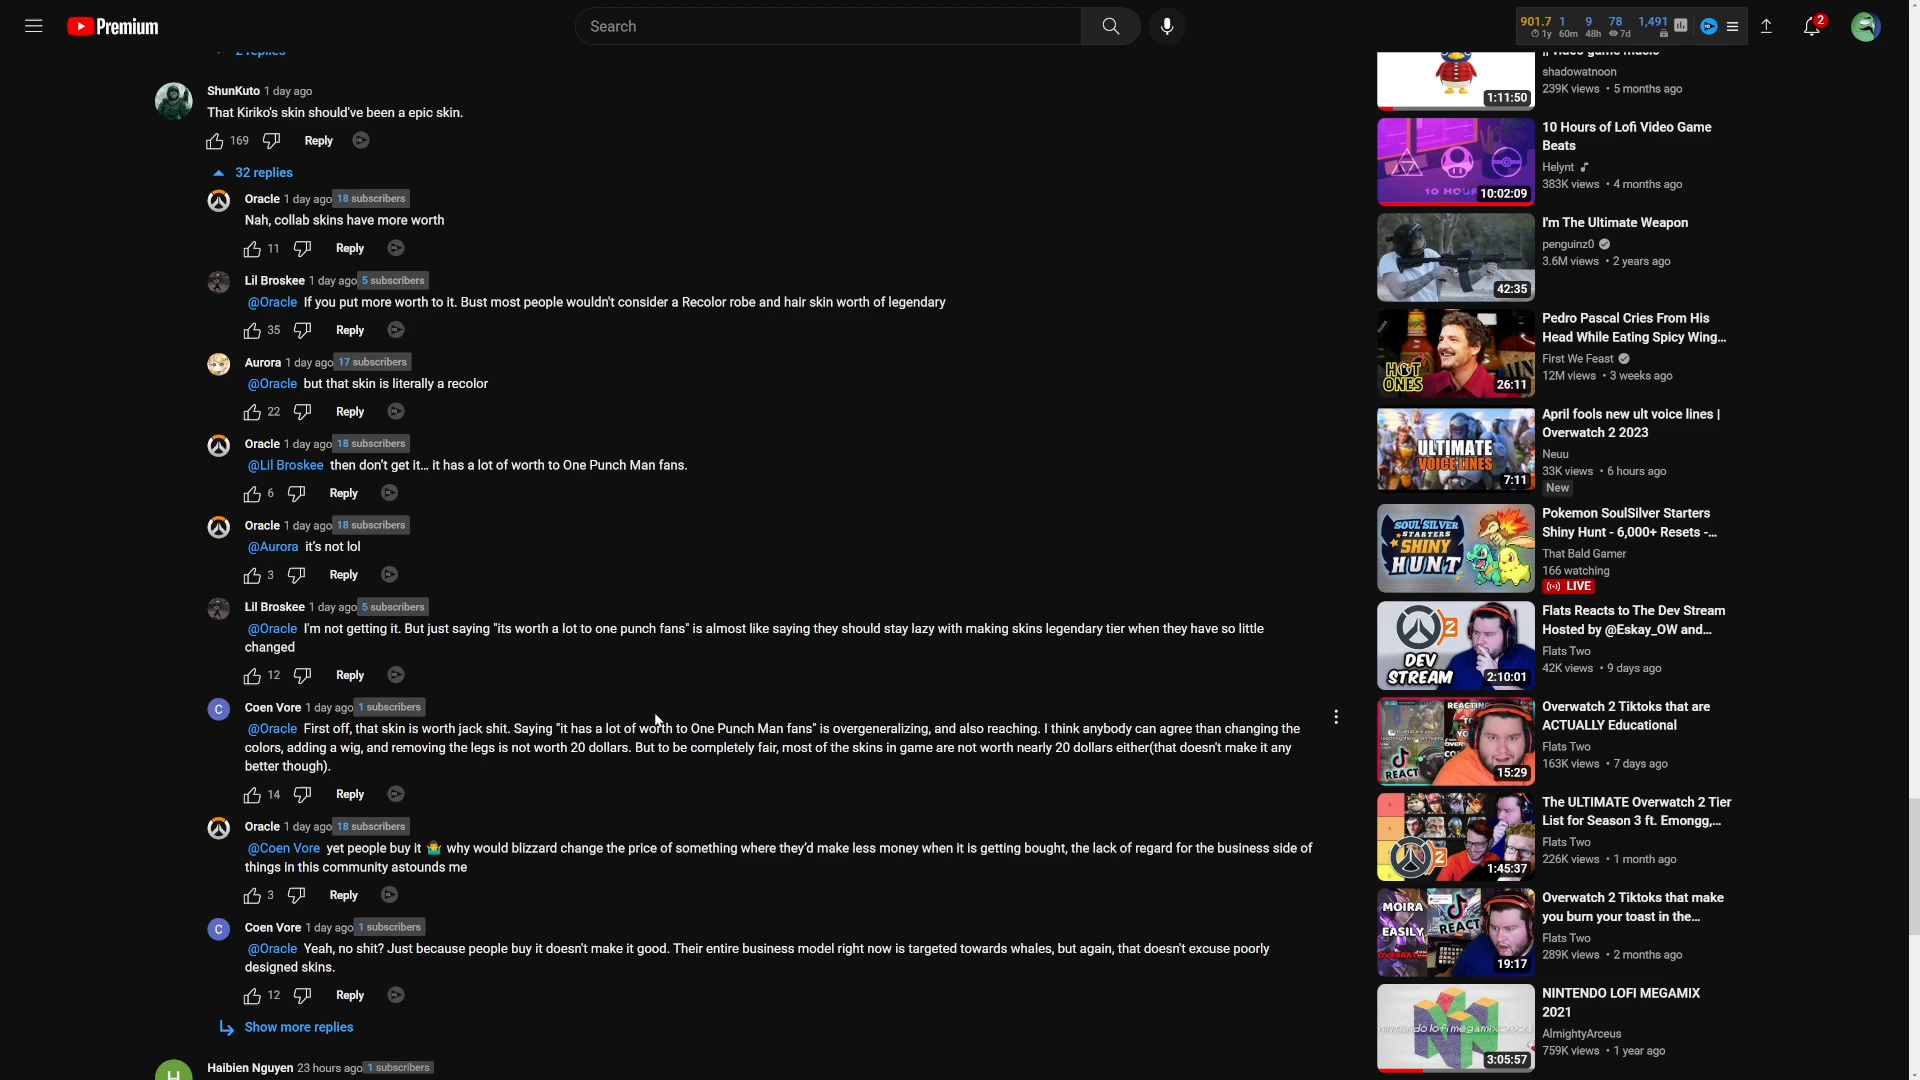 Premium
Search
901.7 1 9 78 1,491
1y 60m 48h 7d
2
2 replies
ShunKuto 1 day ago
That Kiriko's skin should've been a epic skin.
169 Reply
32 replies
Oracle 1 day ago 18 subscribers
Nah, collab skins have more worth
11 Reply
Lil Broskee 1 day ago 5 subscribers
@Oracle If you put more worth to it. Bust most people wouldn't consider a Recolor robe and hair skin worth of legendary
35 Reply
Aurora 1 day ago 17 subscribers
@Oracle but that skin is literally a recolor
22 Reply
Oracle 1 day ago 18 subscribers
@Lil Broskee then don't get it... it has a lot of worth to One Punch Man fans.
6 Reply
Oracle 1 day ago 18 subscribers
@Aurora it's not lol
3 Reply
Lil Broskee 1 day ago 5 subscribers
@Oracle I'm not getting it. But just saying "its worth a lot to one punch fans" is almost like saying they should stay lazy with making skins legendary tier when they have so little
changed
12 Reply
C Coen Vore 1 day ago 1 subscribers
@Oracle First off, that skin is worth jack shit. Saying "it has a lot of worth to One Punch Man fans" is overgeneralizing, and also reaching. I think anybody can agree than changing the
colors, adding a wig, and removing the legs is not worth 20 dollars. But to be completely fair, most of the skins in game are not worth nearly 20 dollars either(that doesn't make it any
better though).
14 Reply
Oracle 1 day ago 18 subscribers
@Coen Vore yet people buy it 🤷‍♂️ why would blizzard change the price of something where they'd make less money when it is getting bought, the lack of regard for the business side of
things in this community astounds me
3 Reply
C Coen Vore 1 day ago 1 subscribers
@Oracle Yeah, no shit? Just because people buy it doesn't make it good. Their entire business model right now is targeted towards whales, but again, that doesn't excuse poorly
designed skins.
12 Reply
Show more replies
H Haibien Nguyen 23 hours ago 1 subscribers
shadowatnoon
239K views • 5 months ago
1:11:50
10 Hours of Lofi Video Game
Beats
Helynt
383K views • 4 months ago
10:02:09
I'm The Ultimate Weapon
penguinz0
3.6M views • 2 years ago
42:35
Pedro Pascal Cries From His
Head While Eating Spicy Wing...
First We Feast
12M views • 3 weeks ago
HOT
ONES
26:11
April fools new ult voice lines |
Overwatch 2 2023
Neuu
33K views • 6 hours ago
New
ULTIMATE
VOICE LINES
7:11
Pokemon SoulSilver Starters
Shiny Hunt - 6,000+ Resets -...
That Bald Gamer
166 watching
LIVE
SOUL SILVER
STARTERS
SHINY
HUNT
Flats Reacts to The Dev Stream
Hosted by @Eskay_OW and...
Flats Two
42K views • 9 days ago
2
DEV
STREAM
2:10:01
Overwatch 2 Tiktoks that are
ACTUALLY Educational
Flats Two
163K views • 7 days ago
REACT
15:29
The ULTIMATE Overwatch 2 Tier
List for Season 3 ft. Emongg,...
Flats Two
226K views • 1 month ago
2
1:45:37
Overwatch 2 Tiktoks that make
you burn your toast in the...
Flats Two
289K views • 2 months ago
MOIRA
EASILY
REACT
19:17
NINTENDO LOFI MEGAMIX
2021
AlmightyArceus
759K views • 1 year ago
3:05:57